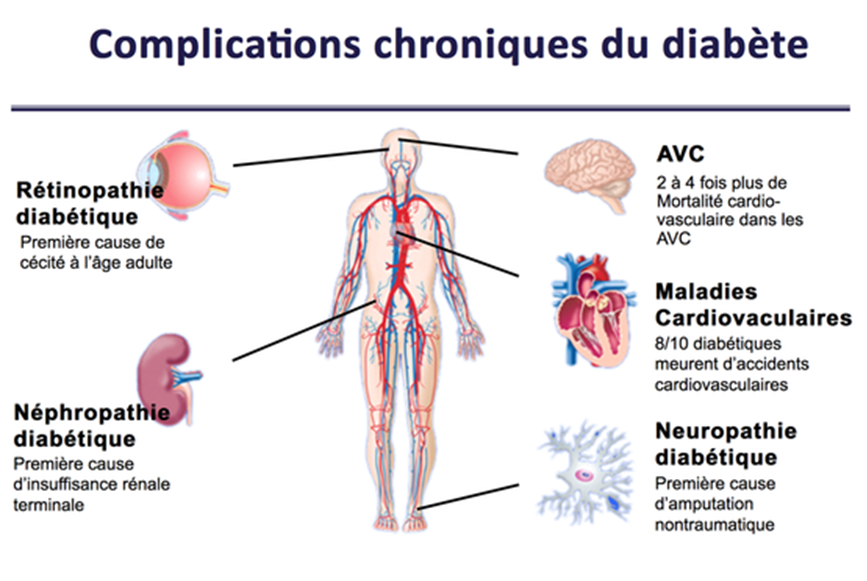 Complications chroniques du diabète
Rétinopathie
diabétique
Première cause de
cécité à l'âge adulte
Néphropathie
diabétique
Première cause
d'insuffisance rénale
terminale
AVC
2 à 4 fois plus de
Mortalité cardio-
vasculaire dans les
AVC
Maladies
Cardiovaculaires
8/10 diabétiques
meurent d'accidents
cardiovasculaires
Neuropathie
diabétique
Première cause
d'amputation
nontraumatique